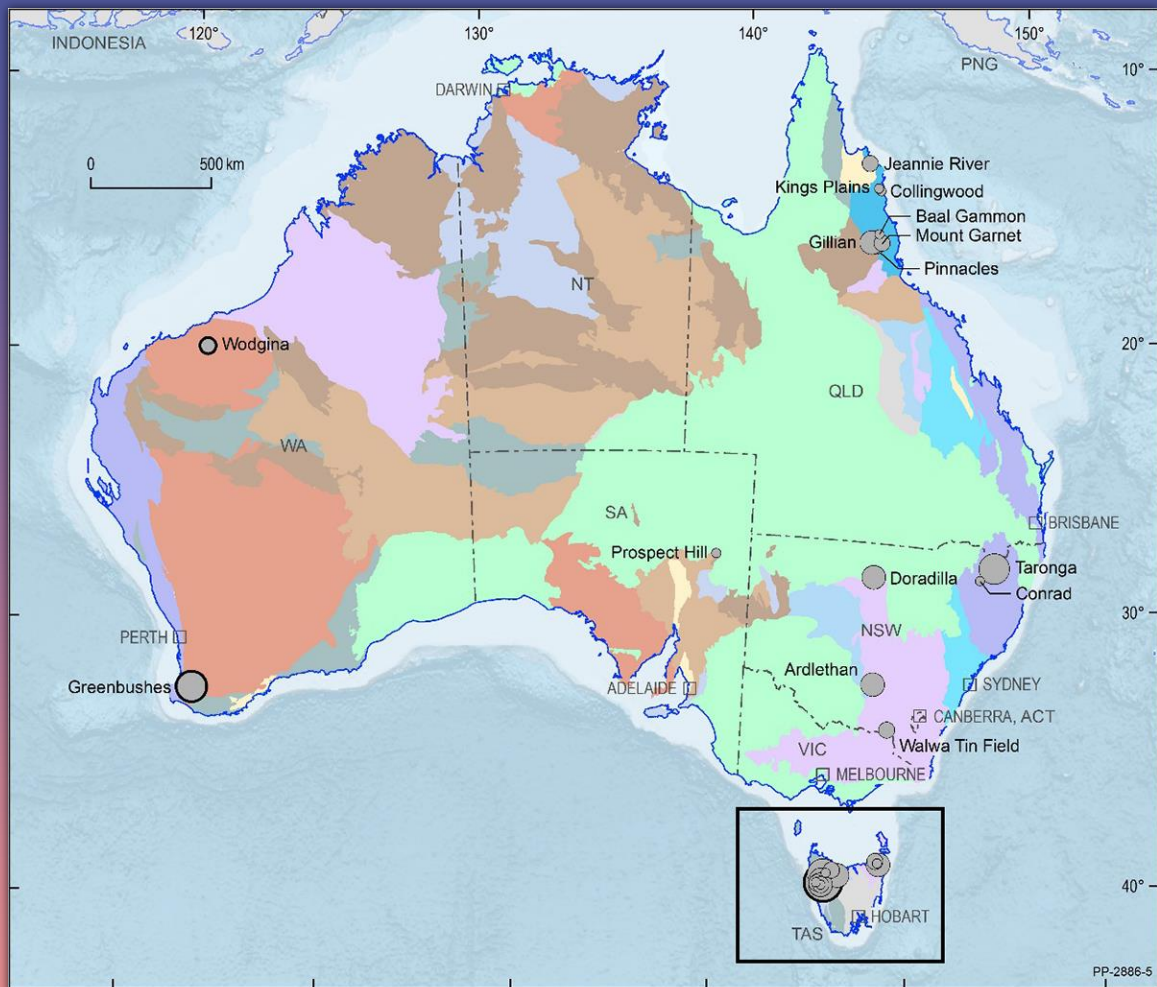 120°
130°
140°
150°
INDONESIA
PNG
10°
DARWIN
0
500 km
Jeannie River
Kings Plains
Collingwood
Baal Gammon
Gillian
Mount Garnet
Pinnacles
NT
Wodgina
20°
QLD
WA
SA
BRISBANE
Prospect Hill
Taronga
Doradilla
Conrad
30°
NSW
PERTH
Ardlethan
Greenbushes
ADELAIDE
SYDNEY
CANBERRA, ACT
Walwa Tin Field
VIC
MELBOURNE
40°
HOBART
TAS
PP-2886-5